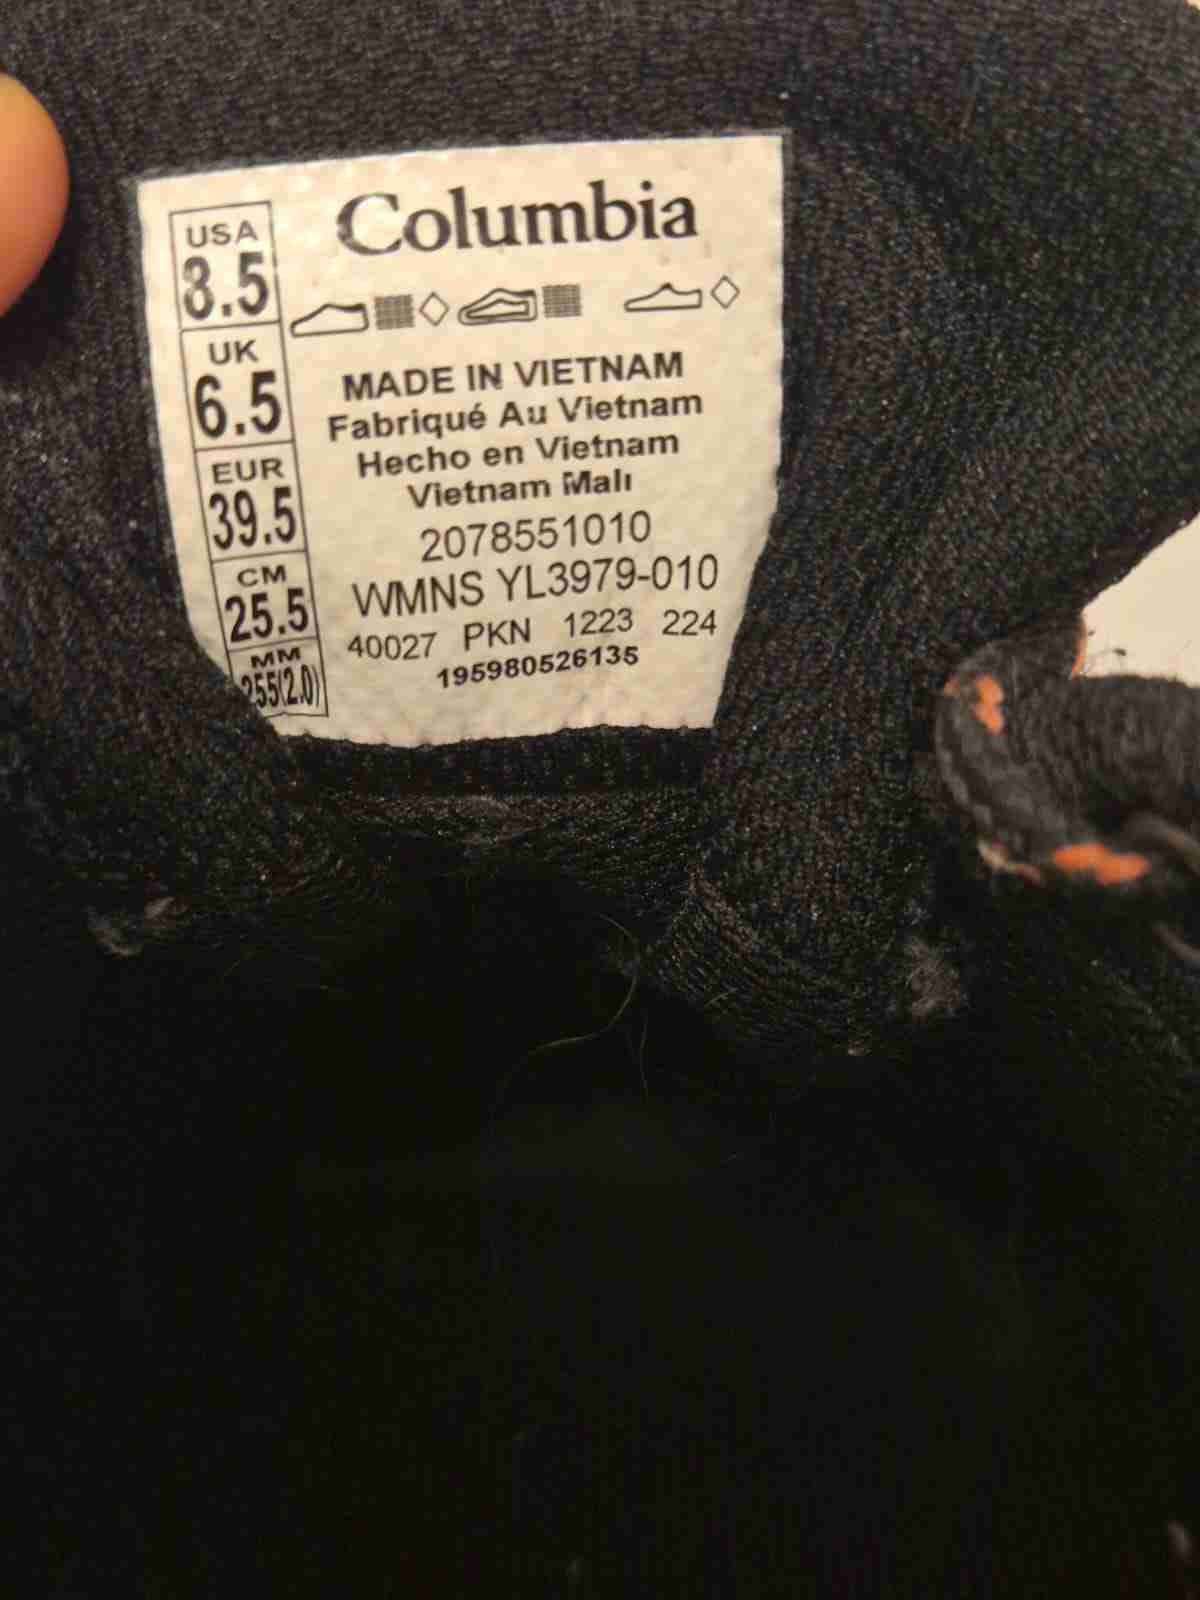 Columbia
USA
8.5
UK
6.5
EUR
39.5
CM
25.5
MM
255(2.0)
MADE IN VIETNAM
Fabriqué Au Vietnam
Hecho en Vietnam
Vietnam Malı
2078551010
WMNS YL3979-010
40027 PKN 1223 224
195980526135